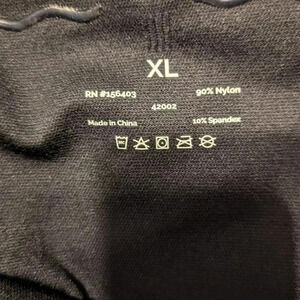 XL
RN #156403
90% Nylon
42002
Made in China
10% Spandex